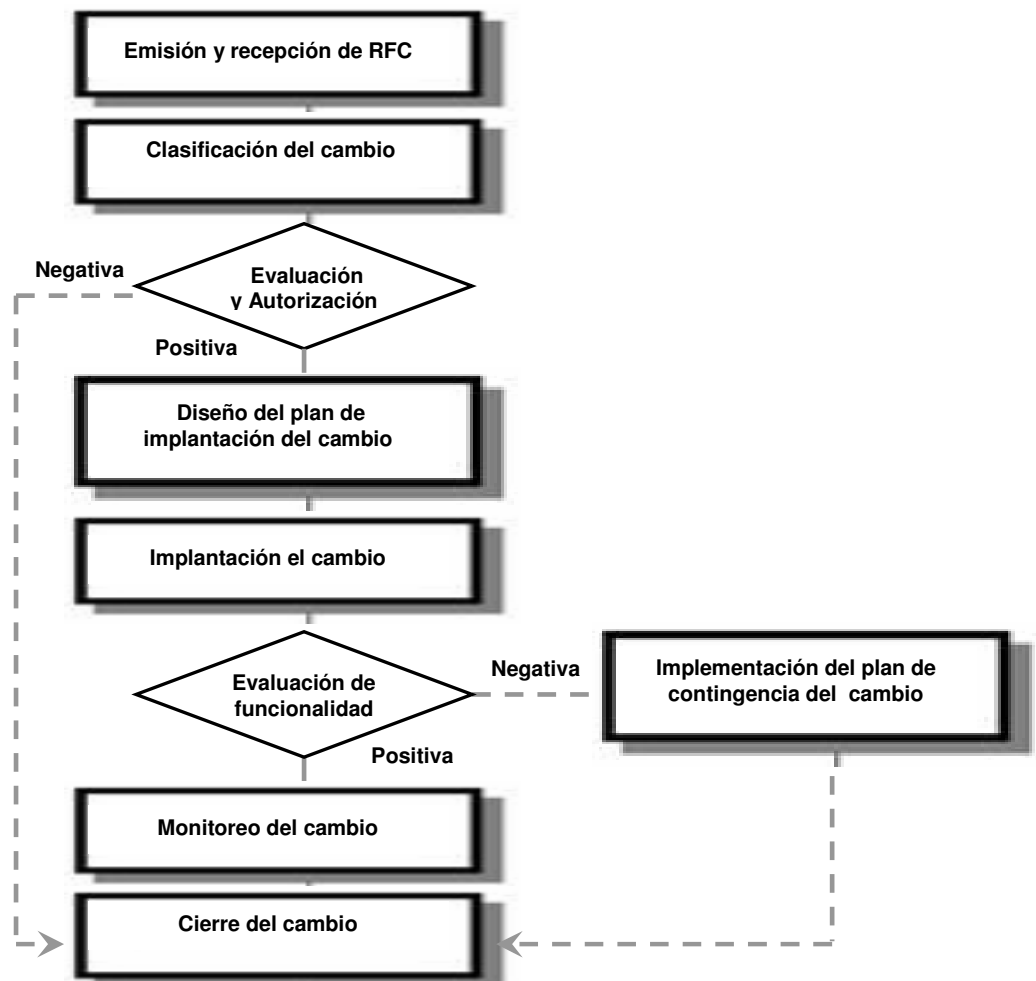 Emisión y recepción de RFC
Clasificación del cambio
Negativa
Evaluación
y Autorización
Positiva
Diseño del plan de
implantación del cambio
Implantación el cambio
Evaluación de
funcionalidad
Negativa
Implementación del plan de
contingencia del cambio
Positiva
Monitoreo del cambio
Cierre del cambio